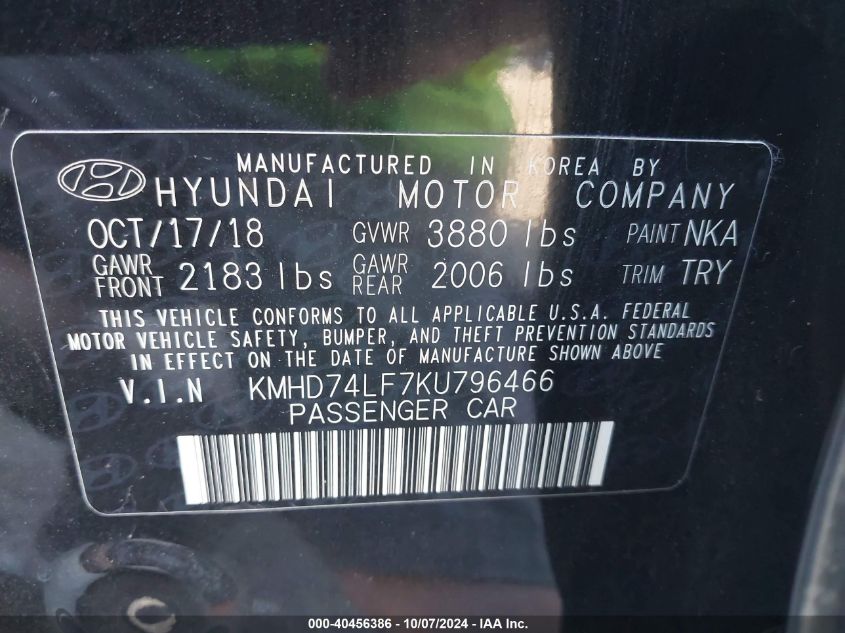 MANUFACTURED IN KOREA BY
HYUNDAI MOTOR COMPANY
OCT/17/18 GVWR 3880 lbs PAINT NKA
GAWR FRONT 2183 lbs GAWR REAR 2006 lbs TRIM TRY
THIS VEHICLE CONFORMS TO ALL APPLICABLE U.S.A. FEDERAL
MOTOR VEHICLE SAFETY, BUMPER, AND THEFT PREVENTION STANDARDS
IN EFFECT ON THE DATE OF MANUFACTURE SHOWN ABOVE
V.I.N KMHD74LF7KU796466
PASSENGER CAR
000-40456386 - 10/07/2024 - IAA Inc.